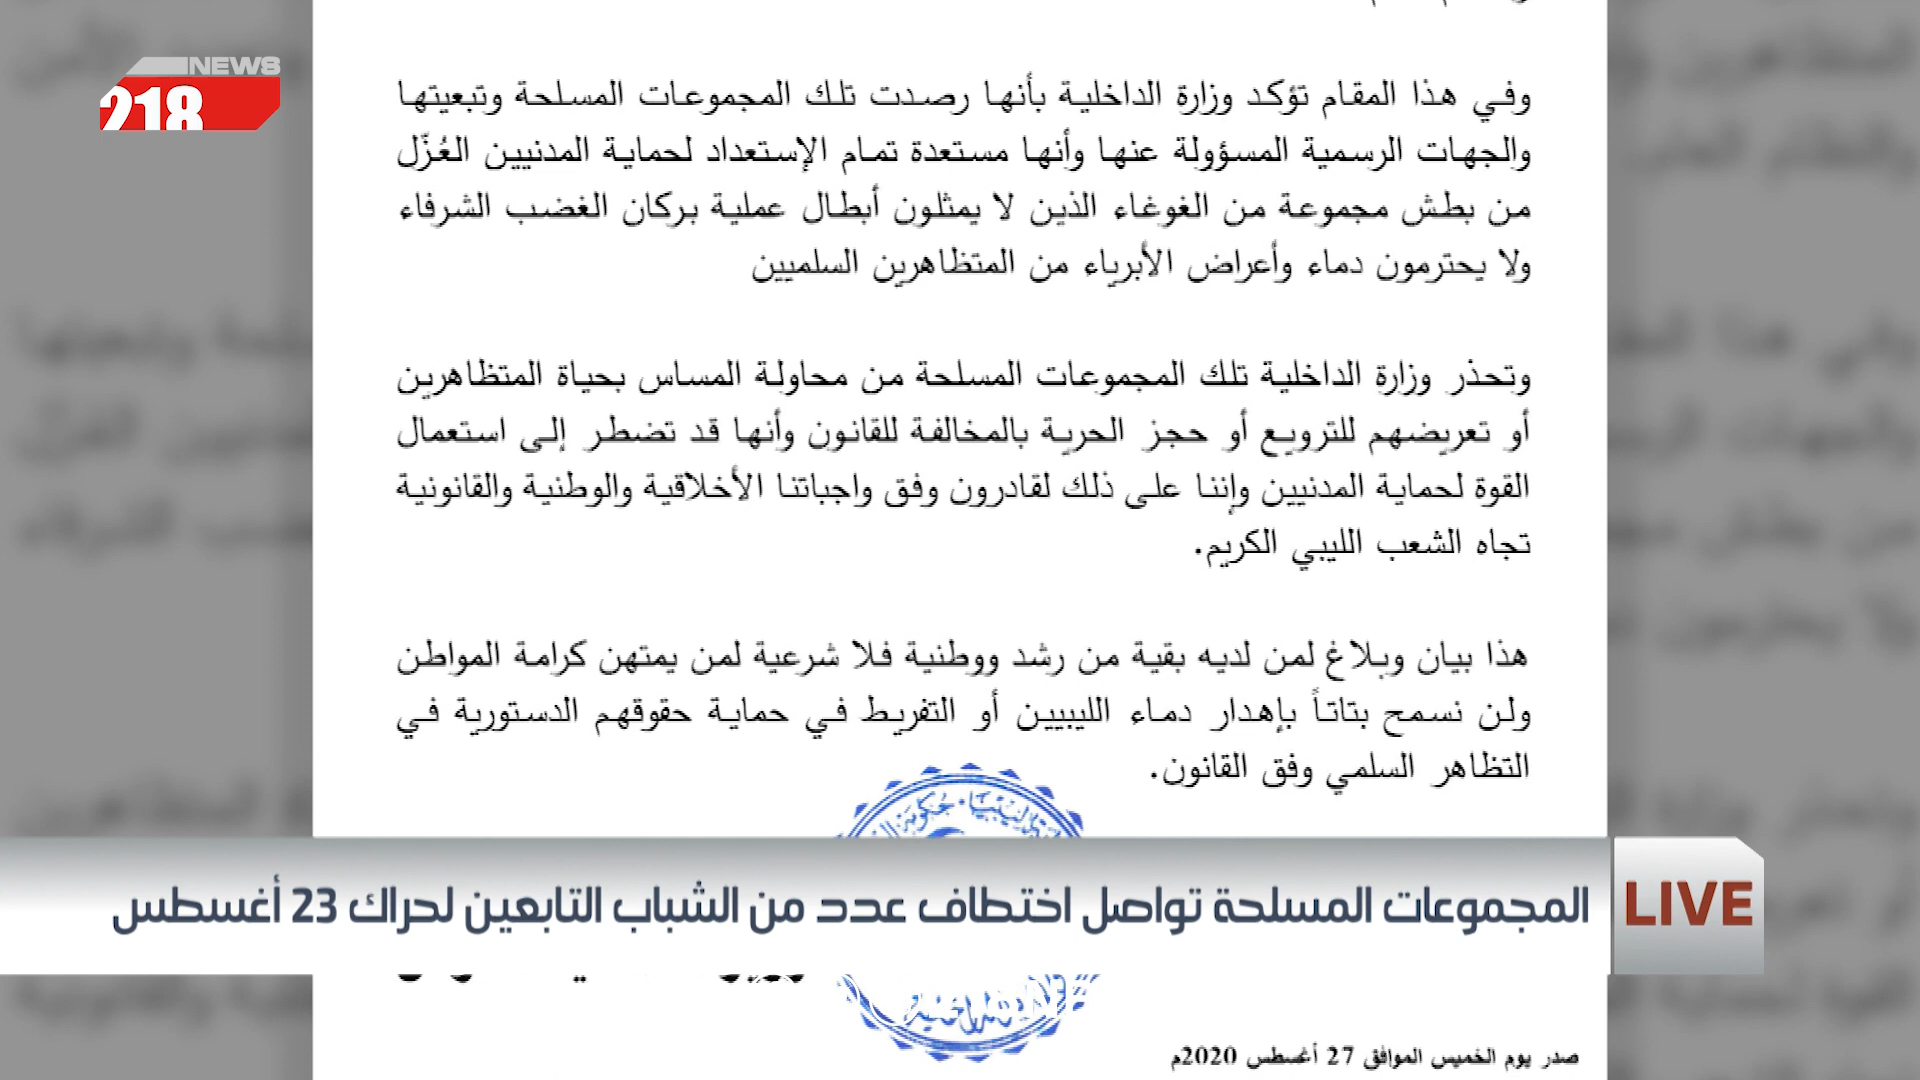 NEWS
218
وفي هذا المقام تؤكد وزارة الداخلية بأنها رصدت تلك المجموعات المسلحة وتبعيتها
والجهات الرسمية المسؤولة عنها وأنها مستعدة تمام الإستعداد لحماية المدنيين العُزّل
من بطش مجموعة من الغوغاء الذين لا يمثلون أبطال عملية بركان الغضب الشرفاء
ولا يحترمون دماء وأعراض الأبرياء من المتظاهرين السلميين
وتحذر وزارة الداخلية تلك المجموعات المسلحة من محاولة المساس بحياة المتظاهرين
أو تعريضهم للترويع أو حجز الحرية بالمخالفة للقانون وأنها قد تضطر إلى استعمال
القوة لحماية المدنيين وإننا على ذلك لقادرون وفق واجباتنا الأخلاقية والوطنية والقانونية
تجاه الشعب الليبي الكريم.
هذا بيان وبلاغ لمن لديه بقية من رشد ووطنية فلا شرعية لمن يمتهن كرامة المواطن
ولن نسمح بتاتاً بإهدار دماء الليبيين أو التفريط في حماية حقوقهم الدستورية في
التظاهر السلمي وفق القانون.
LIVE
المجموعات المسلحة تواصل اختطاف عدد من الشباب التابعين لحراك 23 أغسطس
صدر يوم الخميس الموافق 27 أغسطس 2020م